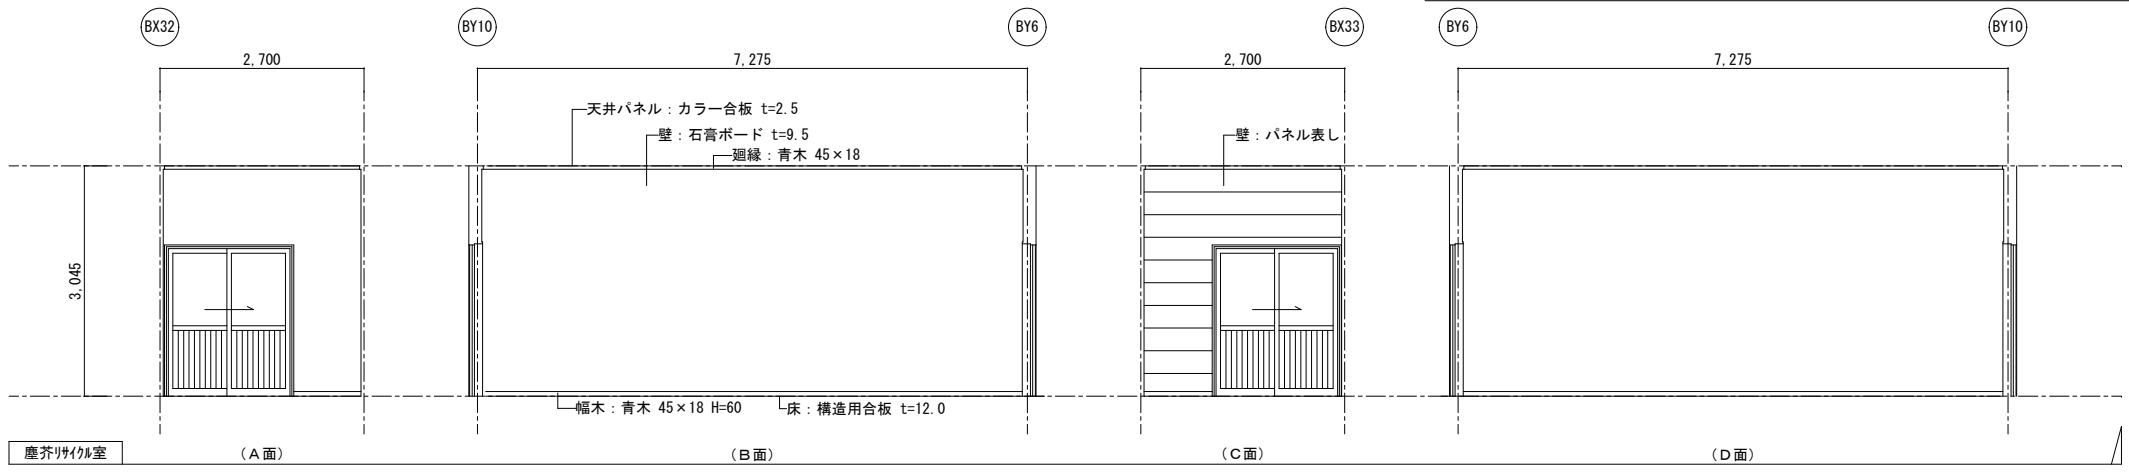 BX32 BY10 BY6 BX33 BY6 BY10
2,700 7,275 2,700 7,275
天井パネル：カラー合板 t=2.5
壁：石膏ボード t=9.5 壁：パネル表し
廻縁：青木 45×18
3,045
幅木：青木 45×18 H=60 床：構造用合板 t=12.0
塵芥ﾘｻｲｸﾙ室 （Ａ面） （Ｂ面） （Ｃ面） （Ｄ面）